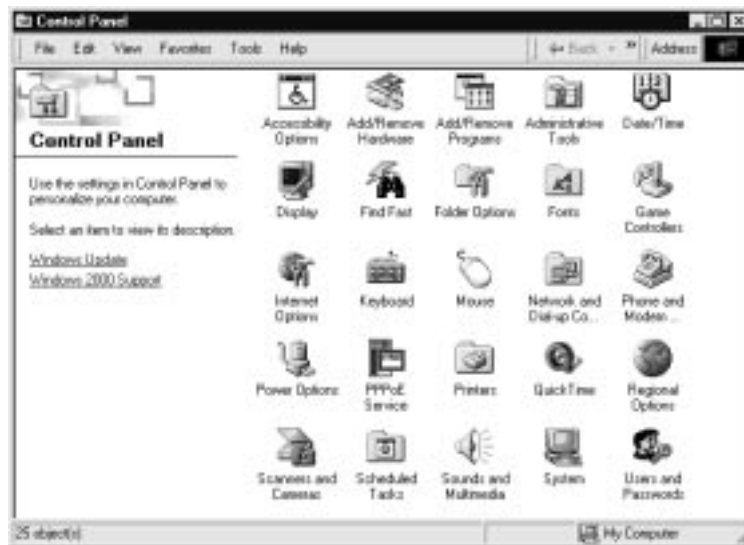 Control Panel
File Edit View Favorites Tools Help
Back » Address
Control Panel
Use the settings in Control Panel to
personalize your computer.
Select an item to view its description.
Windows Update
Windows 2000 Support
Accessibility
Options
Add/Remove
Hardware
Add/Remove
Programs
Administrative
Tools
Date/Time
Display
Find Fast
Folder Options
Fonts
Game
Controllers
Internet
Options
Keyboard
Mouse
Network and
Dial-up Co...
Phone and
Modem ...
Power Options
PPPoE
Service
Printers
QuickTime
Regional
Options
Scanners and
Cameras
Scheduled
Tasks
Sounds and
Multimedia
System
Users and
Passwords
25 object(s)
My Computer